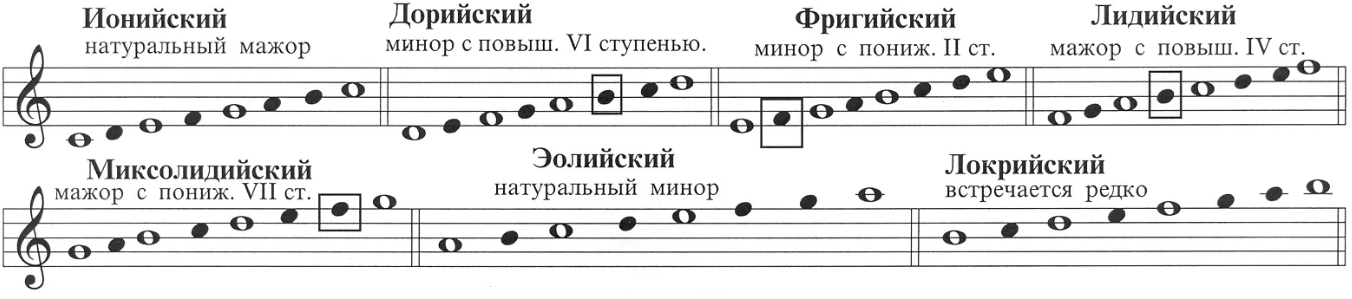 Ионийский
натуральный мажор
Дорийский
минор с повыш. VI ступенью.
Фригийский
минор с пониж. II ст.
Лидийский
мажор с повыш. IV ст.
Миксолидийский
мажор с пониж. VII ст.
Эолийский
натуральный минор
Локрийский
встречается редко